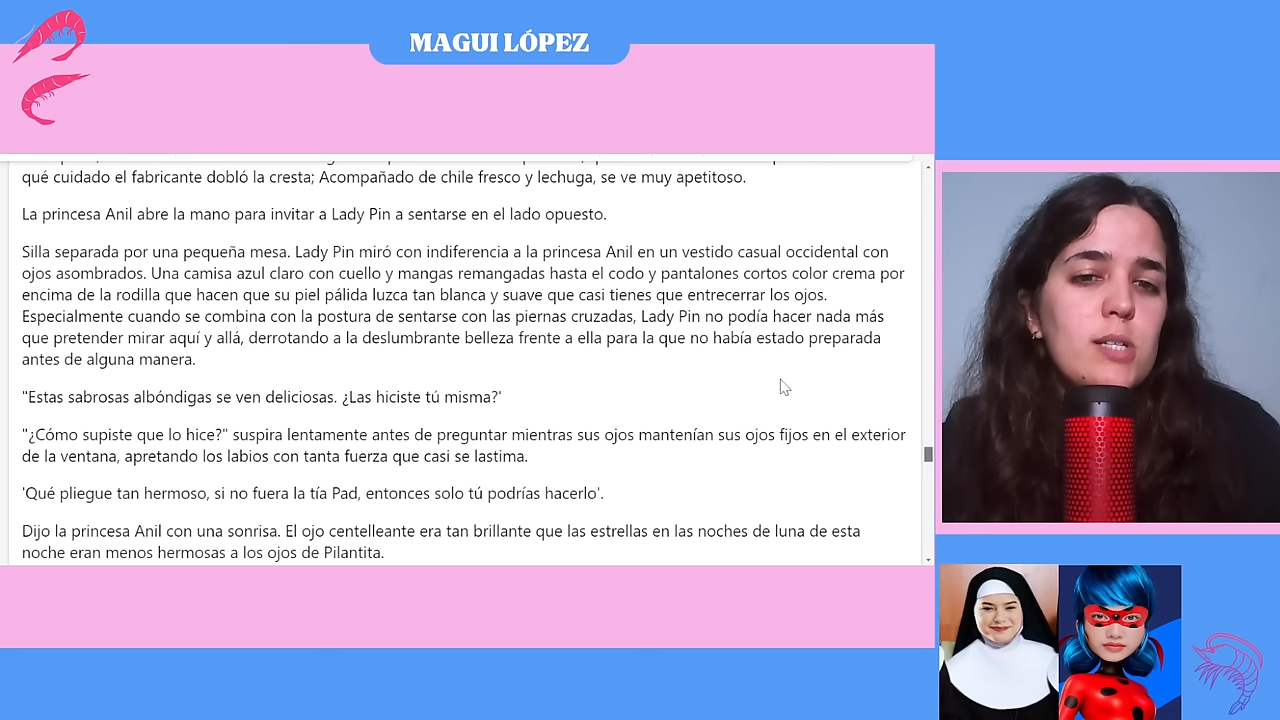 MAGUI LÓPEZ
qué cuidado el fabricante dobló la cresta; Acompañado de chile fresco y lechuga, se ve muy apetitoso.
La princesa Anil abre la mano para invitar a Lady Pin a sentarse en el lado opuesto.
Silla separada por una pequeña mesa. Lady Pin miró con indiferencia a la princesa Anil en un vestido casual occidental con
ojos asombrados. Una camisa azul claro con cuello y mangas remangadas hasta el codo y pantalones cortos color crema por
encima de la rodilla que hacen que su piel pálida luzca tan blanca y suave que casi tienes que entrecerrar los ojos.
Especialmente cuando se combina con la postura de sentarse con las piernas cruzadas, Lady Pin no podía hacer nada más
que pretender mirar aquí y allá, derrotando a la deslumbrante belleza frente a ella para la que no había estado preparada
antes de alguna manera.
"Estas sabrosas albóndigas se ven deliciosas. ¿Las hiciste tú misma?'
"¿Cómo supiste que lo hice?" suspira lentamente antes de preguntar mientras sus ojos mantenían sus ojos fijos en el exterior
de la ventana, apretando los labios con tanta fuerza que casi se lastima.
'Qué pliegue tan hermoso, si no fuera la tía Pad, entonces solo tú podrías hacerlo'.
Dijo la princesa Anil con una sonrisa. El ojo centelleante era tan brillante que las estrellas en las noches de luna de esta
noche eran menos hermosas a los ojos de Pilantita.